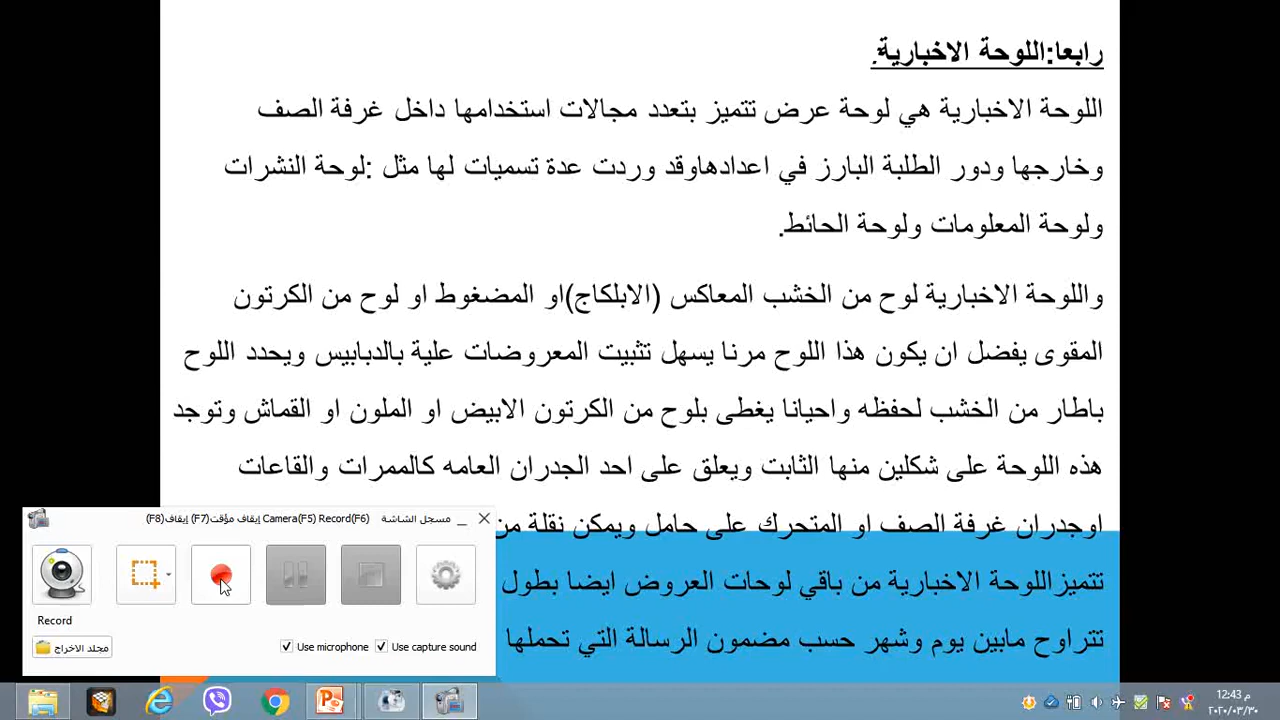 رابعا:اللوحة الاخبارية.
اللوحة الاخبارية هي لوحة عرض تتميز بتعدد مجالات استخدامها داخل غرفة الصف
وخارجها ودور الطلبة البارز في اعدادهاوقد وردت عدة تسميات لها مثل :لوحة النشرات
ولوحة المعلومات ولوحة الحائط.
واللوحة الاخبارية لوح من الخشب المعاكس (الابلكاج)او المضغوط او لوح من الكرتون
المقوى يفضل ان يكون هذا اللوح مرنا يسهل تثبيت المعروضات علية بالدبابيس ويحدد اللوح
باطار من الخشب لحفظه واحيانا يغطى بلوح من الكرتون الابيض او الملون او القماش وتوجد
هذه اللوحة على شكلين منها الثابت ويعلق على احد الجدران العامه كالممرات والقاعات
اوجدران غرفة الصف او المتحرك على حامل ويمكن نقلة من
تتميزاللوحة الاخبارية من باقي لوحات العروض ايضا بطول
تتراوح مابين يوم وشهر حسب مضمون الرسالة التي تحملها
مسجل الشاشة Camera(F5) Record(F6) إيقاف مؤقت(F7) إيقاف(F8)
Record
مجلد الاخراج
Use microphone
Use capture sound
12:43 م
٢٠٢٠/٠٣/٣٠